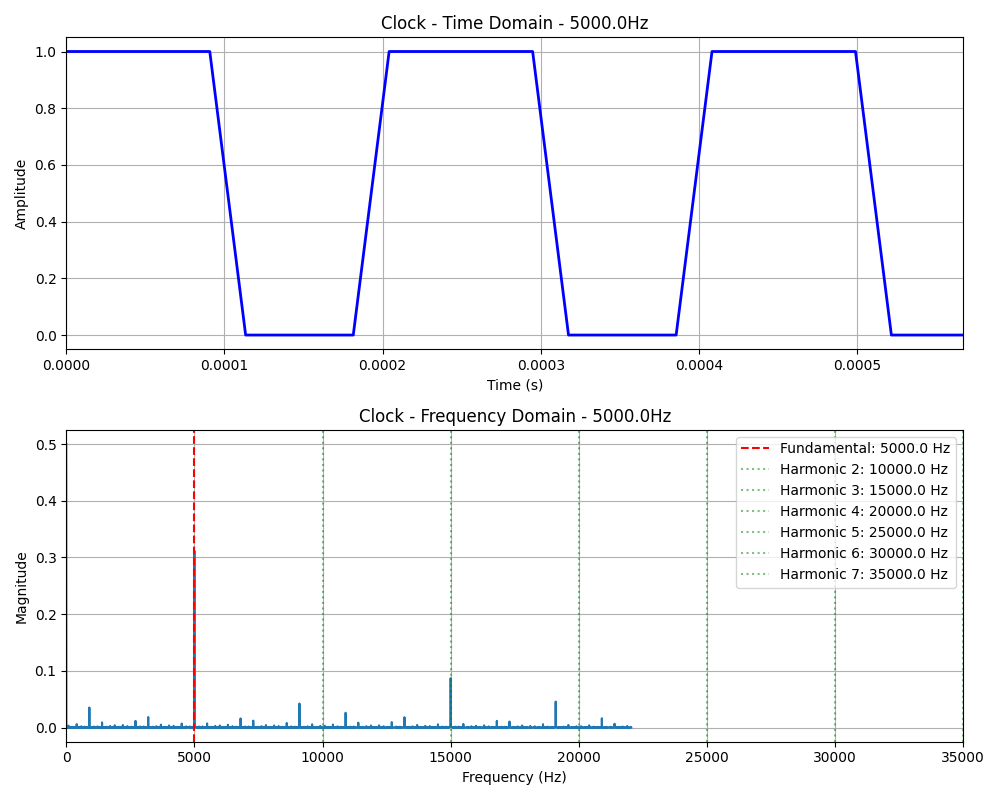 Clock - Time Domain - 5000.0Hz
1.0
0.8
0.6
0.4
0.2
0.0
Amplitude
0.0000 0.0001 0.0002 0.0003 0.0004 0.0005
Time (s)
Clock - Frequency Domain - 5000.0Hz
0.5
0.4
0.3
0.2
0.1
0.0
Magnitude
Fundamental: 5000.0 Hz
Harmonic 2: 10000.0 Hz
Harmonic 3: 15000.0 Hz
Harmonic 4: 20000.0 Hz
Harmonic 5: 25000.0 Hz
Harmonic 6: 30000.0 Hz
Harmonic 7: 35000.0 Hz
0 5000 10000 15000 20000 25000 30000 35000
Frequency (Hz)